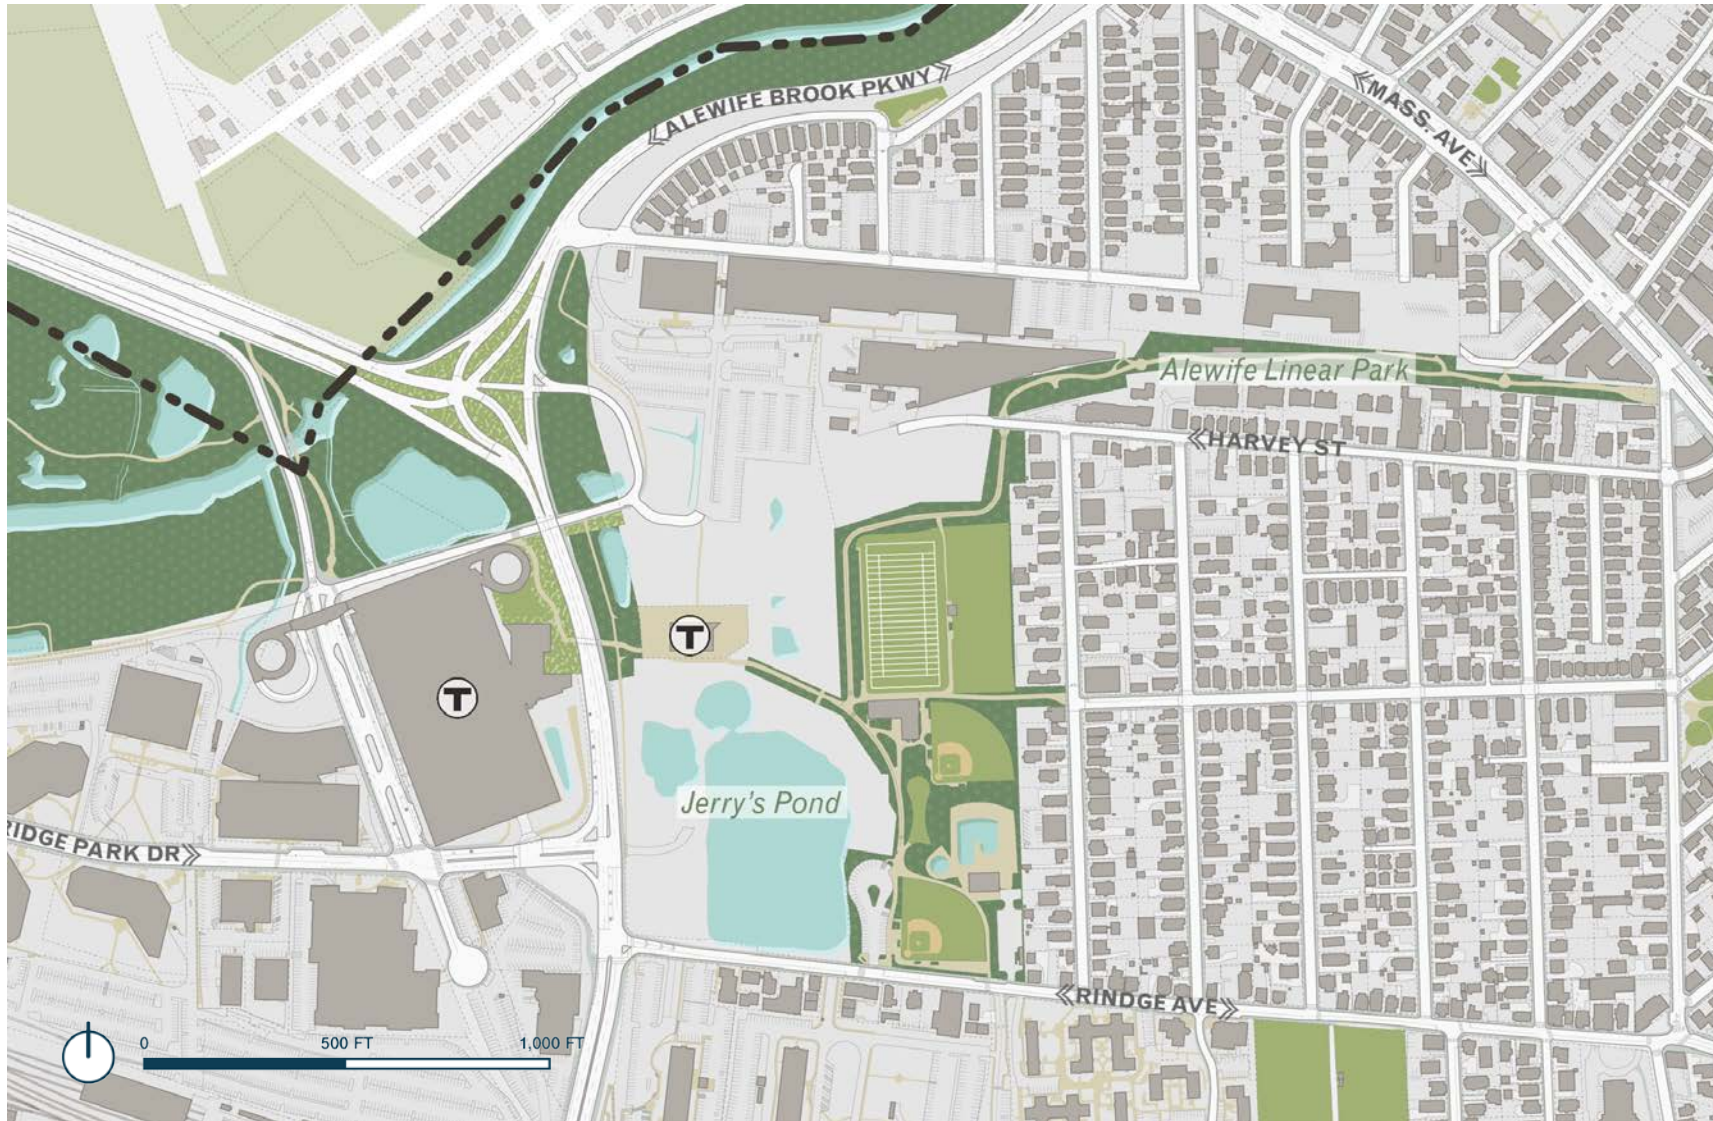 ALEWIFE BROOK PKWY
MASS. AVE
Alewife Linear Park
HARVEY ST
T
T
Jerry's Pond
RIDGE PARK DR
RINDGE AVE
0 500 FT 1,000 FT